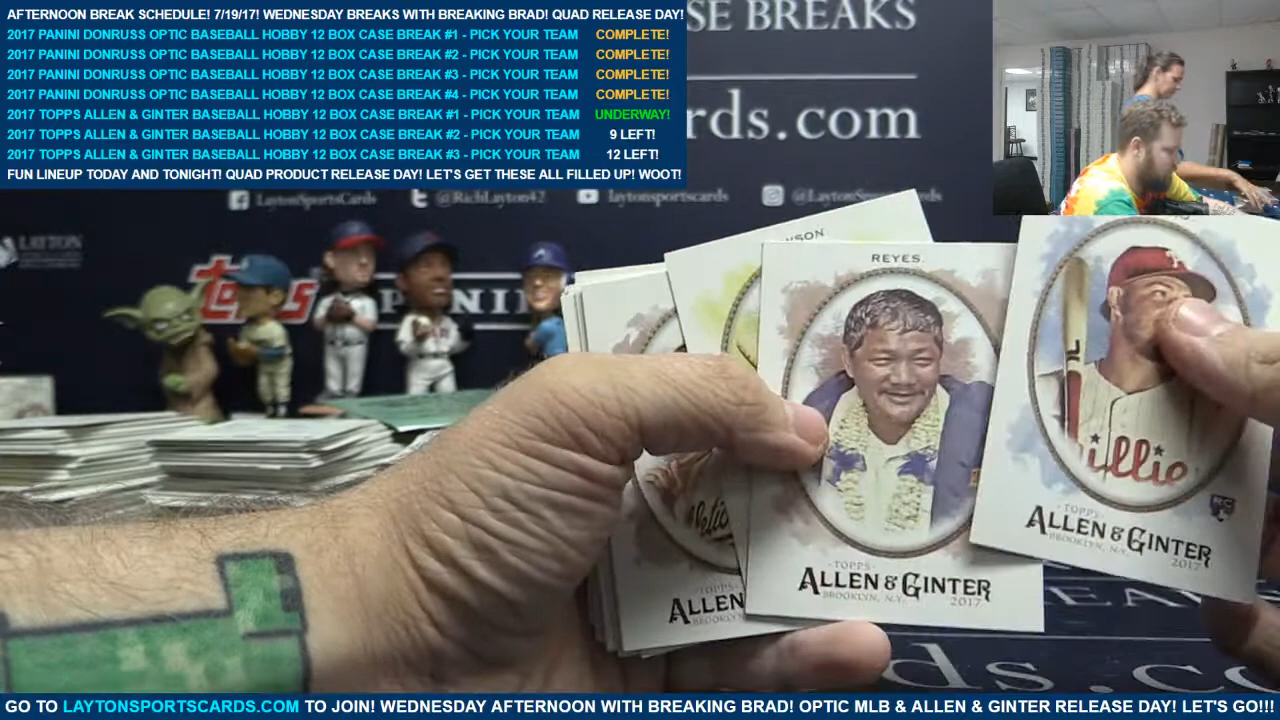 AFTERNOON BREAK SCHEDULE! 7/19/17! WEDNESDAY BREAKS WITH BREAKING BRAD! QUAD RELEASE DAY!
2017 PANINI DONRUSS OPTIC BASEBALL HOBBY 12 BOX CASE BREAK #1 - PICK YOUR TEAM COMPLETE!
2017 PANINI DONRUSS OPTIC BASEBALL HOBBY 12 BOX CASE BREAK #2 - PICK YOUR TEAM COMPLETE!
2017 PANINI DONRUSS OPTIC BASEBALL HOBBY 12 BOX CASE BREAK #3 - PICK YOUR TEAM COMPLETE!
2017 PANINI DONRUSS OPTIC BASEBALL HOBBY 12 BOX CASE BREAK #4 - PICK YOUR TEAM COMPLETE!
2017 TOPPS ALLEN & GINTER BASEBALL HOBBY 12 BOX CASE BREAK #1 - PICK YOUR TEAM UNDERWAY!
2017 TOPPS ALLEN & GINTER BASEBALL HOBBY 12 BOX CASE BREAK #2 - PICK YOUR TEAM 9 LEFT!
2017 TOPPS ALLEN & GINTER BASEBALL HOBBY 12 BOXCASE BREAK #3 - PICK YOUR TEAM 12 LEFT!
FUN LINEUP TODAY AND TONIGHT! QUAD PRODUCT RELEASE DAY! LET'S GET THESE ALL FILLED UP! WOOT!
SE BREAKS
rds.com
LaytonSportsCards @RichLayton42 laytonsportscards @LaytonSportsCards
LAYTON
topps PANINI
REYES
TOPPS
ALLEN & GINTER
BROOKLYN, N.Y. 2017
hillie
RC
TOPPS
ALLEN & GINTER
BROOKLYN, N.Y. 2017
ALLEN
BROOKLYN
ds.c
GO TO LAYTONSPORTSCARDS.COM TO JOIN! WEDNESDAY AFTERNOON WITH BREAKING BRAD! OPTIC MLB & ALLEN & GINTER RELEASE DAY! LET'S GO!!!